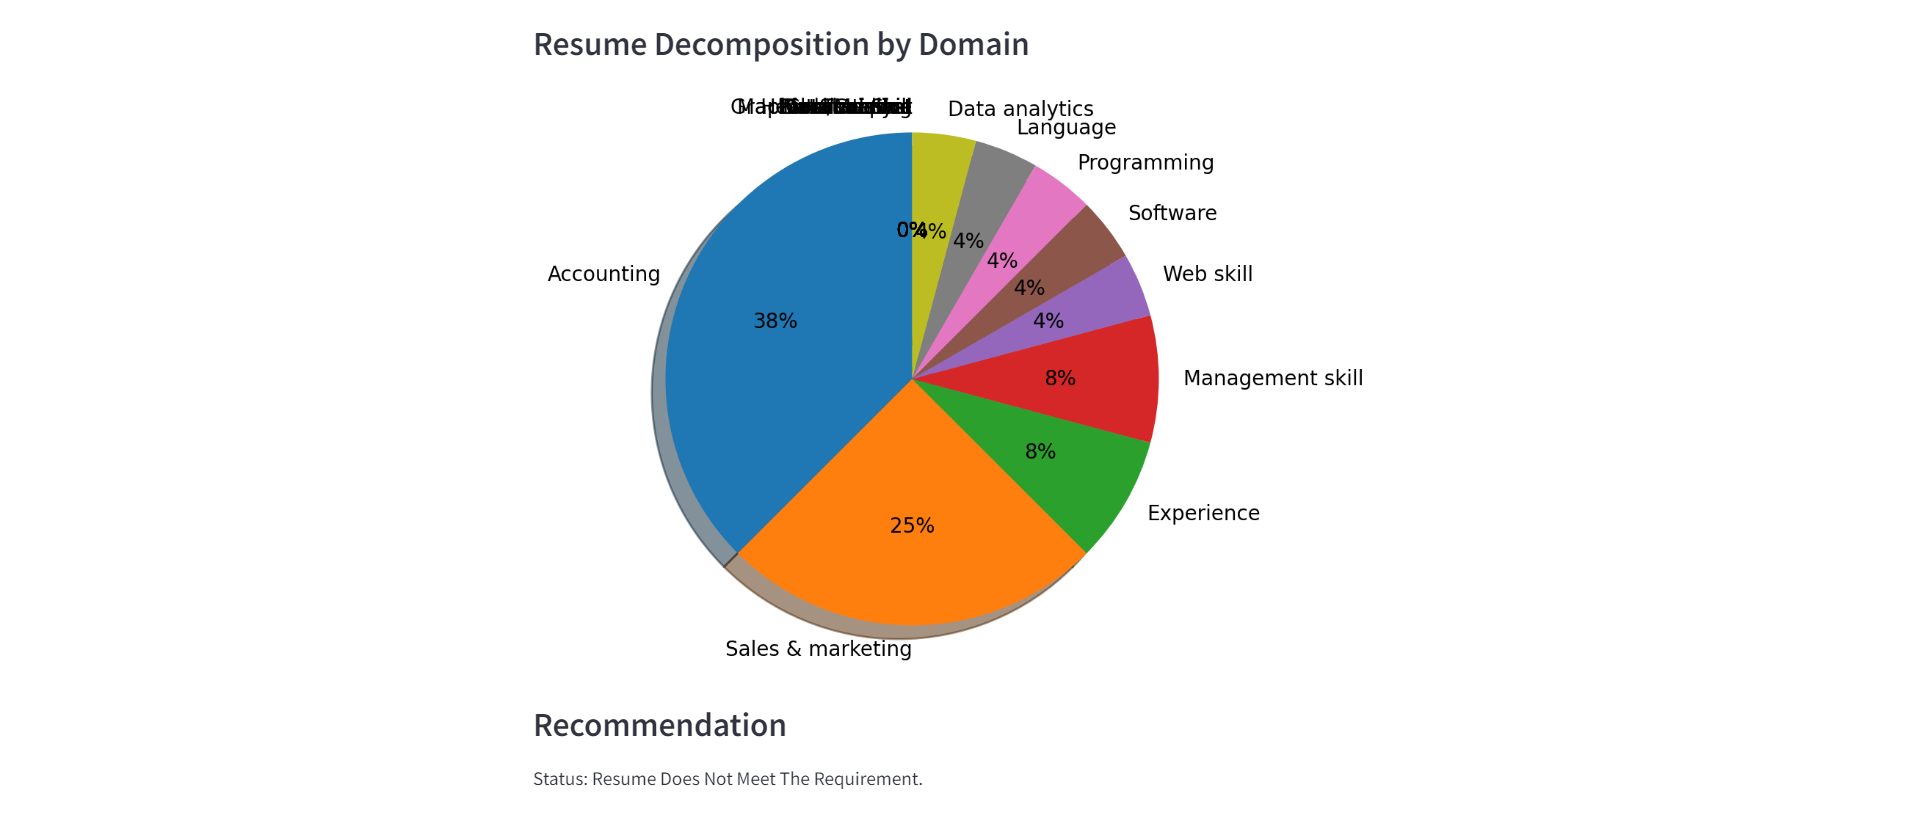 Resume Decomposition by Domain
Data analytics
Language
Programming
Software
Accounting
Web skill
Management skill
Experience
Sales & marketing
4%
4%
4%
4%
4%
38%
8%
8%
25%
Recommendation
Status: Resume Does Not Meet The Requirement.